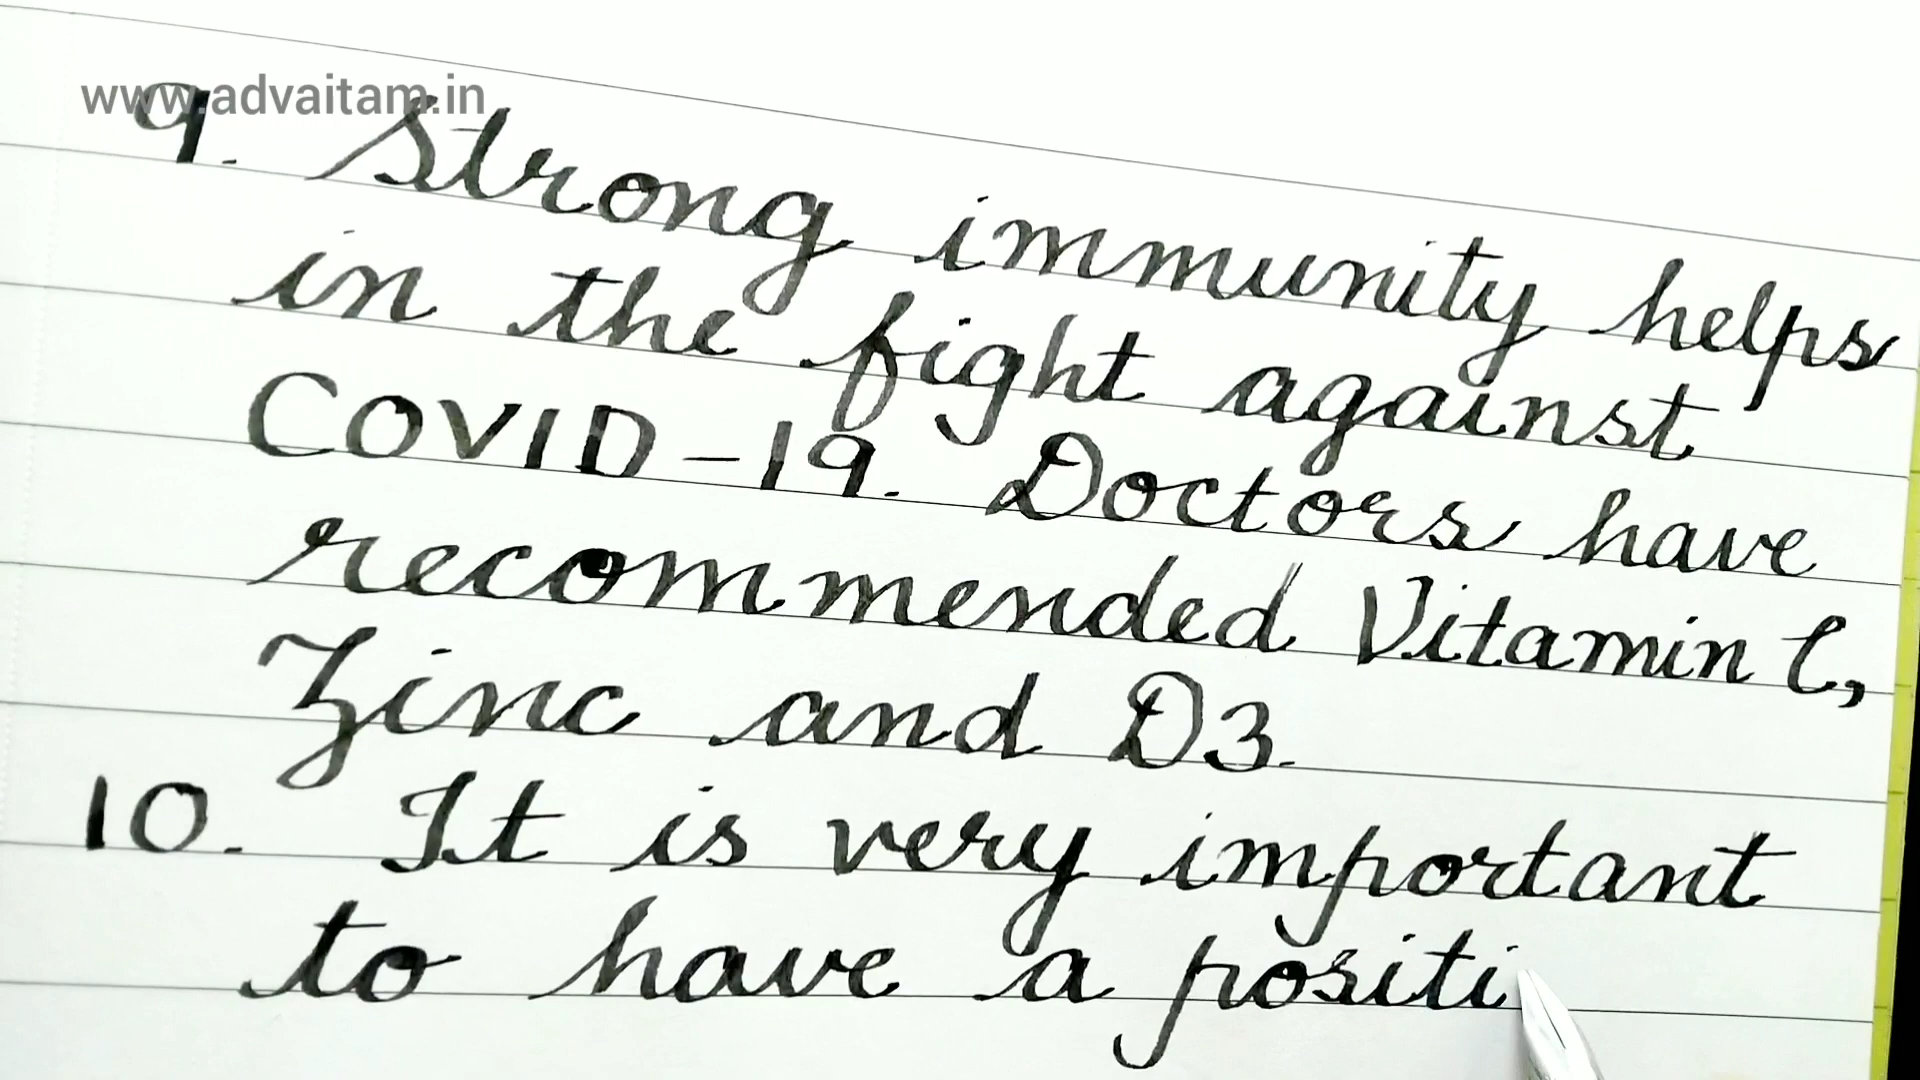 www.advaitam.in
9. Strong immunity helps
in the fight against
COVID-19. Doctors have
recommended Vitamin C,
Zinc and D3.
10. It is very important
to have a positi